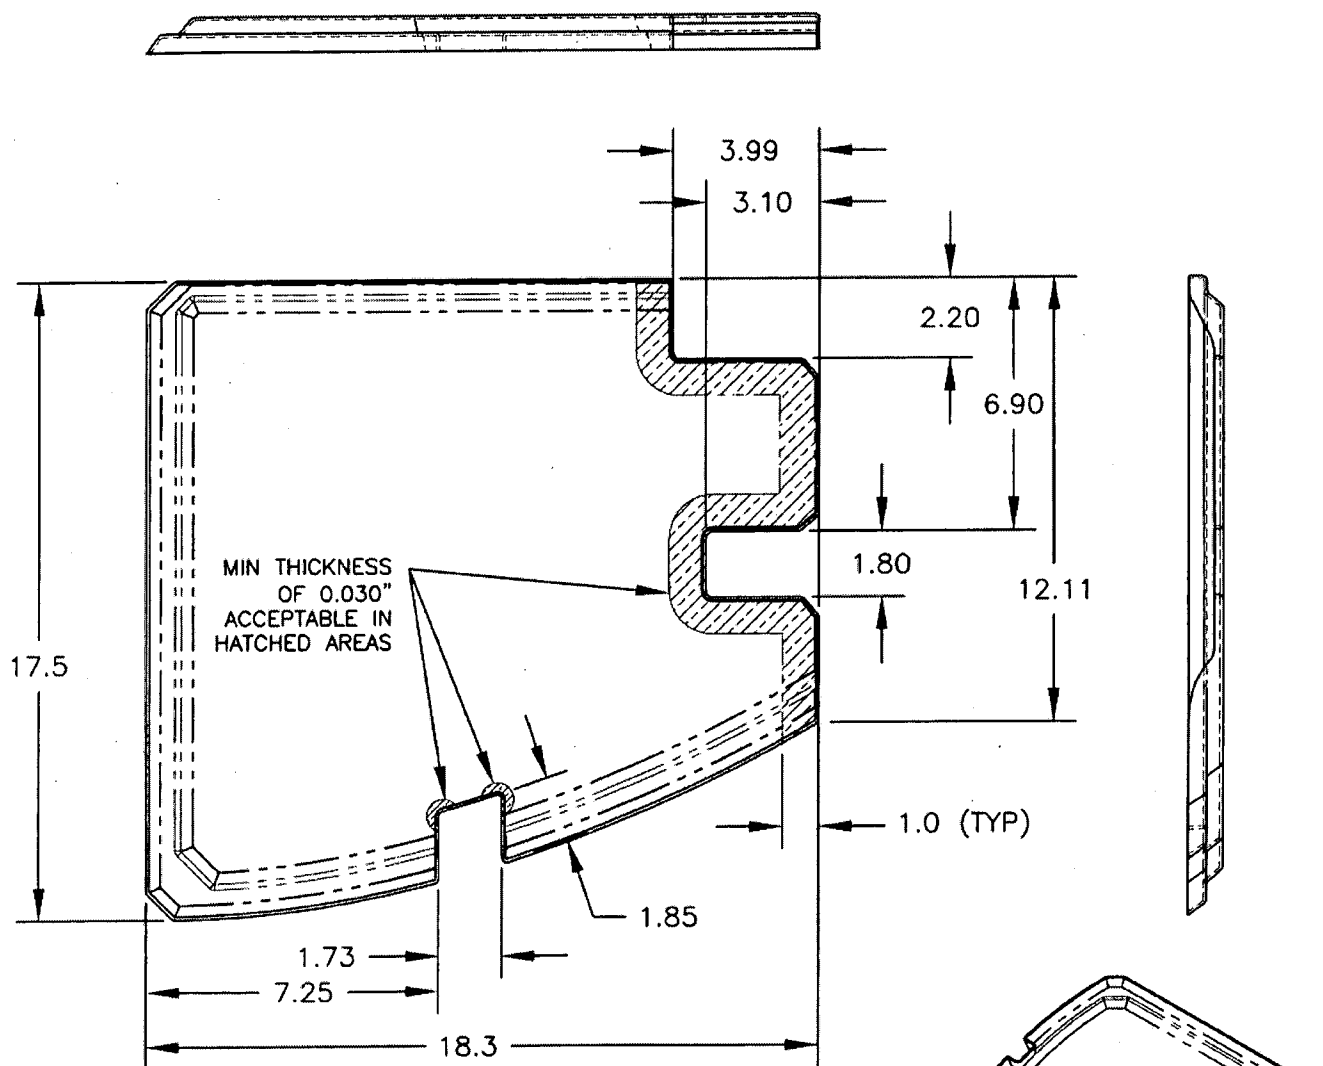 3.99
3.10
2.20
6.90
1.80
12.11
MIN THICKNESS
OF 0.030"
ACCEPTABLE IN
HATCHED AREAS
17.5
1.0 (TYP)
1.85
1.73
7.25
18.3